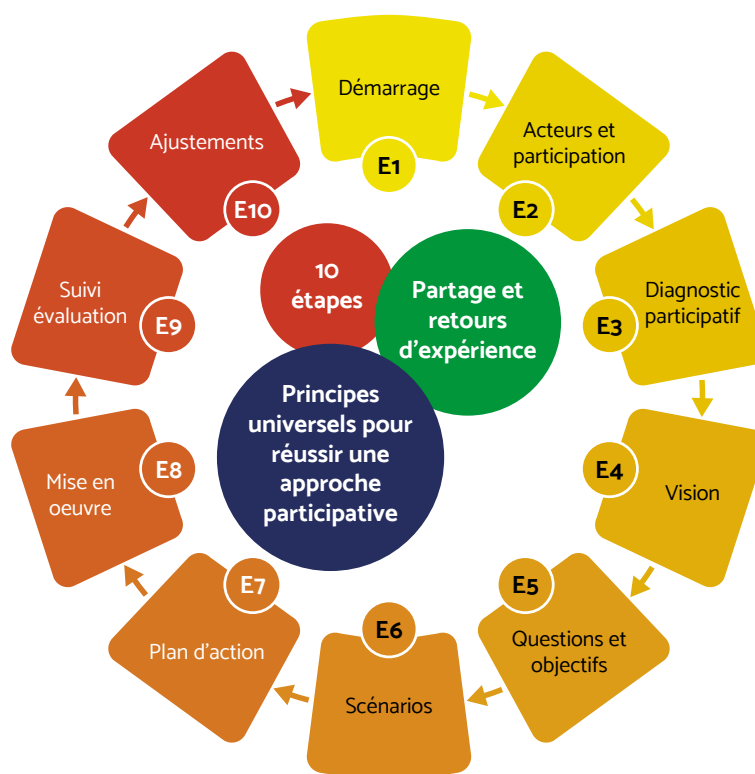 Démarrage
E1
Acteurs et
participation
E2
Diagnostic
participatif
E3
Vision
E4
Questions et
objectifs
E5
Scénarios
E6
Plan d'action
E7
Mise en
oeuvre
E8
Suivi
évaluation
E9
Ajustements
E10
10
étapes
Partage et
retours
d'expérience
Principes
universels pour
réussir une
approche
participative